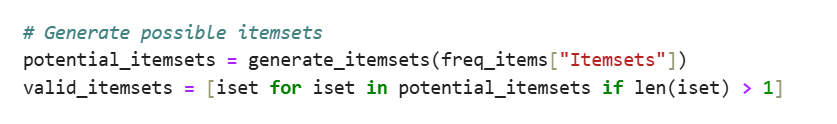 # Generate possible itemsets
potential_itemsets = generate_itemsets(freq_items["Itemsets"])
valid_itemsets = [iset for iset in potential_itemsets if len(iset) > 1]